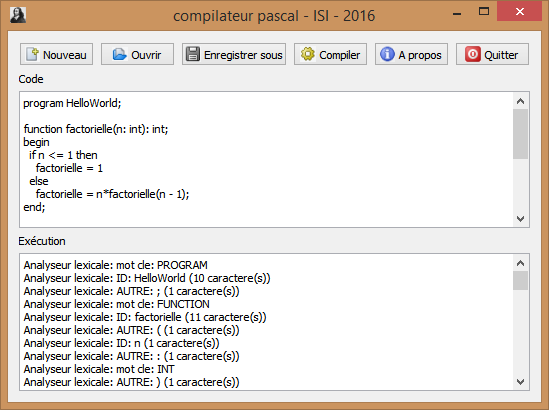 compilateur pascal - ISI - 2016
Nouveau Ouvrir Enregistrer sous Compiler A propos Quitter
Code
program HelloWorld;
function factorielle(n: int): int;
begin
if n <= 1 then
factorielle = 1
else
factorielle = n*factorielle(n - 1);
end;
Exécution
Analyseur lexicale: mot cle: PROGRAM
Analyseur lexicale: ID: HelloWorld (10 caractere(s))
Analyseur lexicale: AUTRE: ; (1 caractere(s))
Analyseur lexicale: mot cle: FUNCTION
Analyseur lexicale: ID: factorielle (11 caractere(s))
Analyseur lexicale: AUTRE: ( (1 caractere(s))
Analyseur lexicale: ID: n (1 caractere(s))
Analyseur lexicale: AUTRE: : (1 caractere(s))
Analyseur lexicale: mot cle: INT
Analyseur lexicale: AUTRE: ) (1 caractere(s))